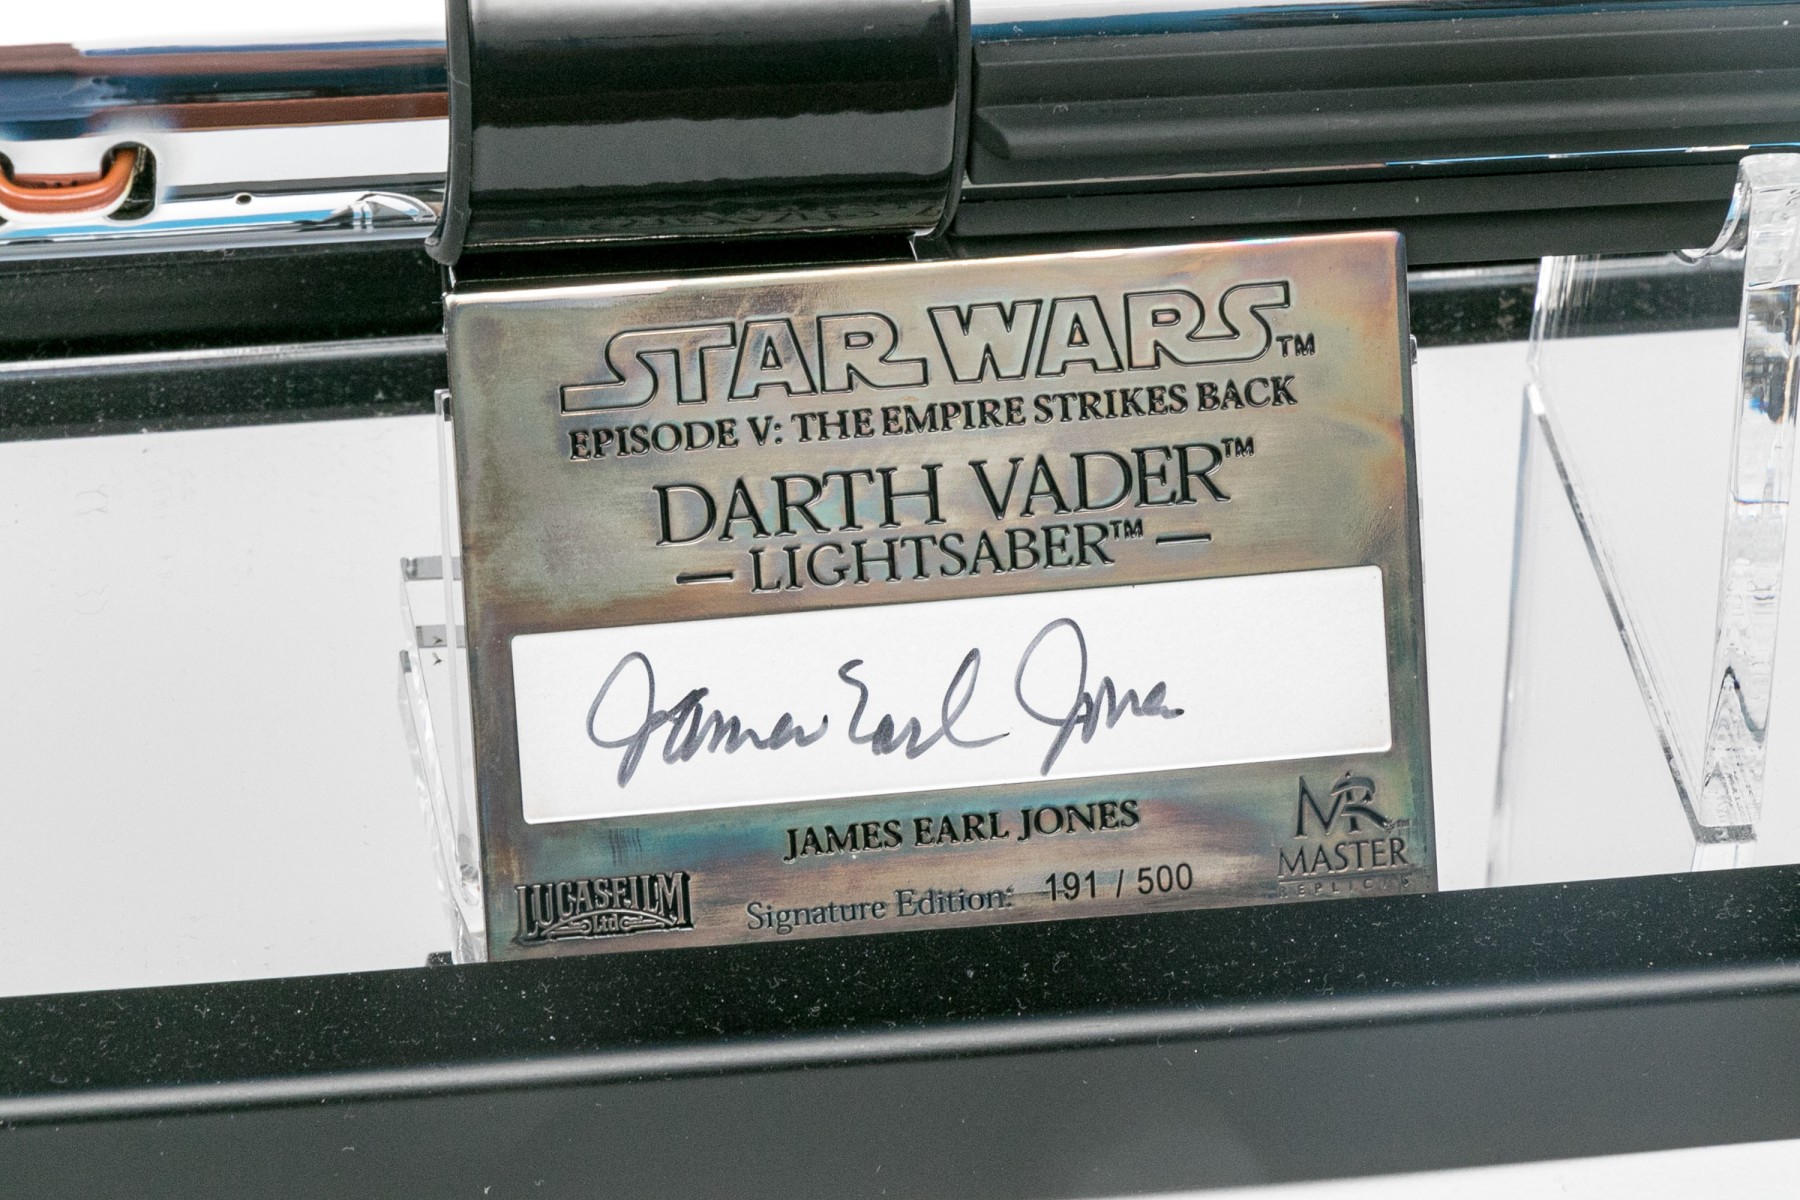 STAR WARS™
EPISODE V: THE EMPIRE STRIKES BACK
DARTH VADER™
— LIGHTSABER™ —
James Earl Jones
JAMES EARL JONES
LUCASFILM
Ltd
Signature Edition: 191 / 500
MR
MASTER
REPLICAS